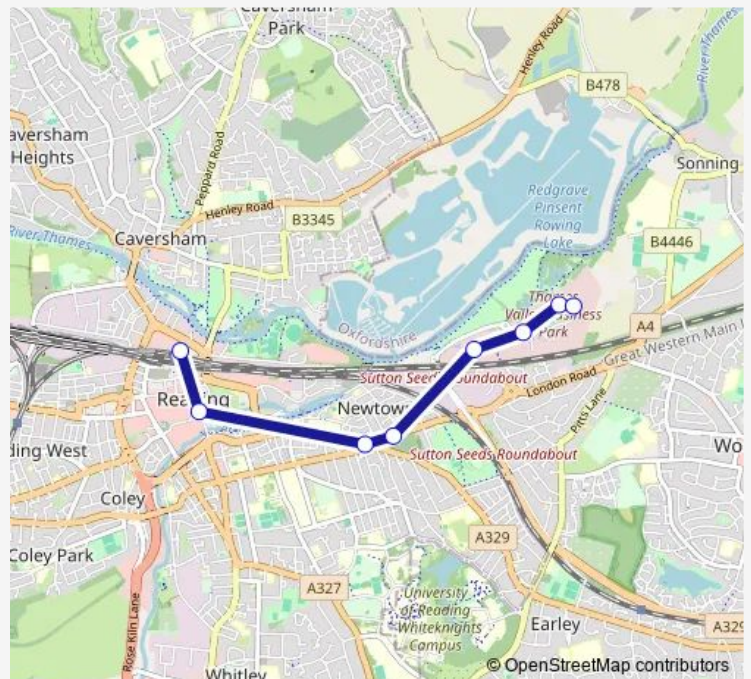 Caversham
Park
Henley Road
B478
River Thames
aversham
Heights
Peppard Road
Sonning
Redgrave
Pinsent
Rowing
Lake
Henley Road
B3345
Caversham
B4446
River Thames
Thames
Valley Business
Park
Oxfordshire
A4
Great Western Main
Sutton Seeds Roundabout
London Road
Reading
Newtown
Pitts Lane
ding West
Sutton Seeds Roundabout
Wo
Coley
A329
Coley Park
A327
University
of Reading
Whiteknights
Campus
Rose Kiln Lane
Earley
A329
Whitley
© OpenStreetMap contributors